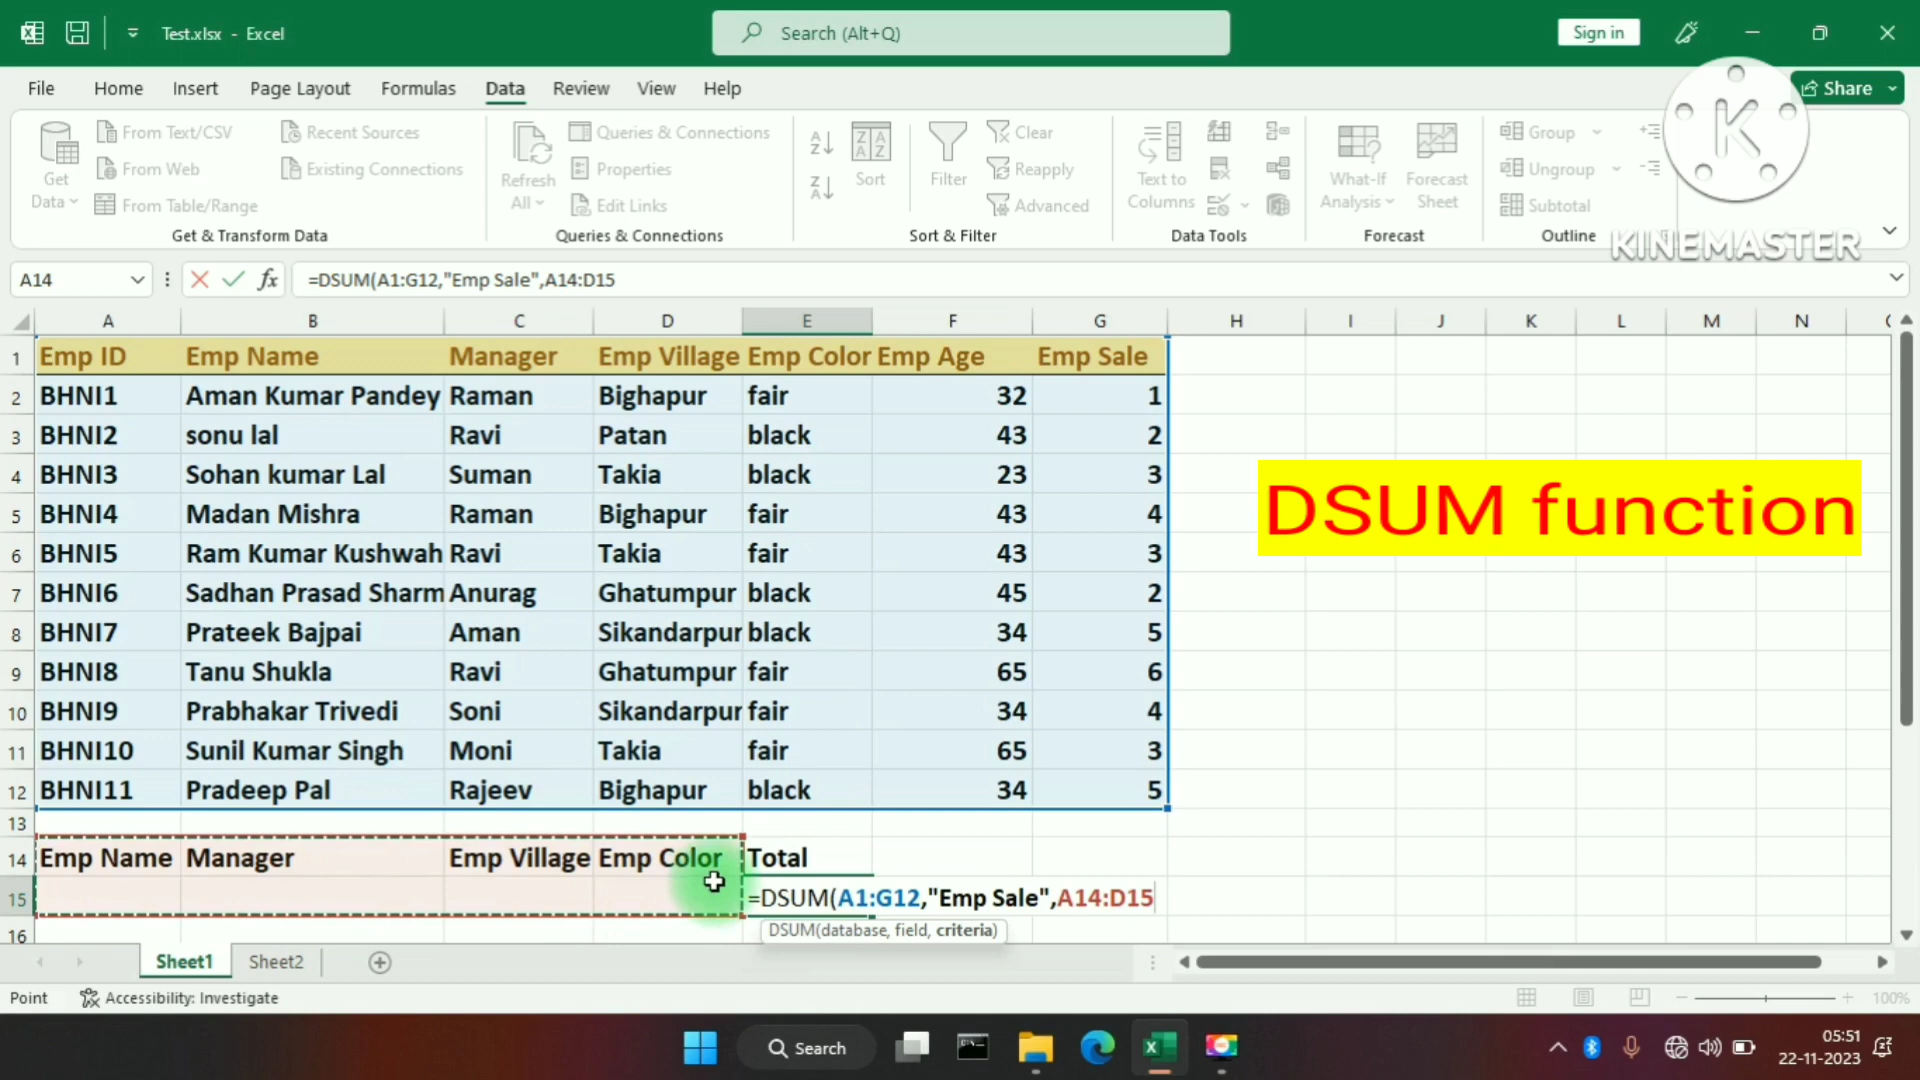 Test.xlsx - Excel
Search (Alt+Q)
Sign in
File Home Insert Page Layout Formulas Data Review View Help
Share
From Text/CSV Recent Sources
From Web Existing Connections
From Table/Range
Get Data
Get & Transform Data
Refresh All
Queries & Connections
Properties
Edit Links
Queries & Connections
Sort
Filter
Clear
Reapply
Advanced
Sort & Filter
Text to Columns
Data Tools
What-If Analysis
Forecast Sheet
Forecast
Group
Ungroup
Subtotal
Outline
K
KINEMASTER
A14 fx =DSUM(A1:G12,"Emp Sale",A14:D15
A B C D E F G H I J K L M N
1 Emp ID Emp Name Manager Emp Village Emp Color Emp Age Emp Sale
2 BHNI1 Aman Kumar Pandey Raman Bighapur fair 32 1
3 BHNI2 sonu lal Ravi Patan black 43 2
4 BHNI3 Sohan kumar Lal Suman Takia black 23 3
5 BHNI4 Madan Mishra Raman Bighapur fair 43 4
6 BHNI5 Ram Kumar Kushwah Ravi Takia fair 43 3
7 BHNI6 Sadhan Prasad Sharm Anurag Ghatumpur black 45 2
8 BHNI7 Prateek Bajpai Aman Sikandarpur black 34 5
9 BHNI8 Tanu Shukla Ravi Ghatumpur fair 65 6
10 BHNI9 Prabhakar Trivedi Soni Sikandarpur fair 34 4
11 BHNI10 Sunil Kumar Singh Moni Takia fair 65 3
12 BHNI11 Pradeep Pal Rajeev Bighapur black 34 5
DSUM function
13
14 Emp Name Manager Emp Village Emp Color Total
15 =DSUM(A1:G12,"Emp Sale",A14:D15
16
DSUM(database, field, criteria)
Sheet1 Sheet2
Point Accessibility: Investigate 100%
Search
05:51
22-11-2023